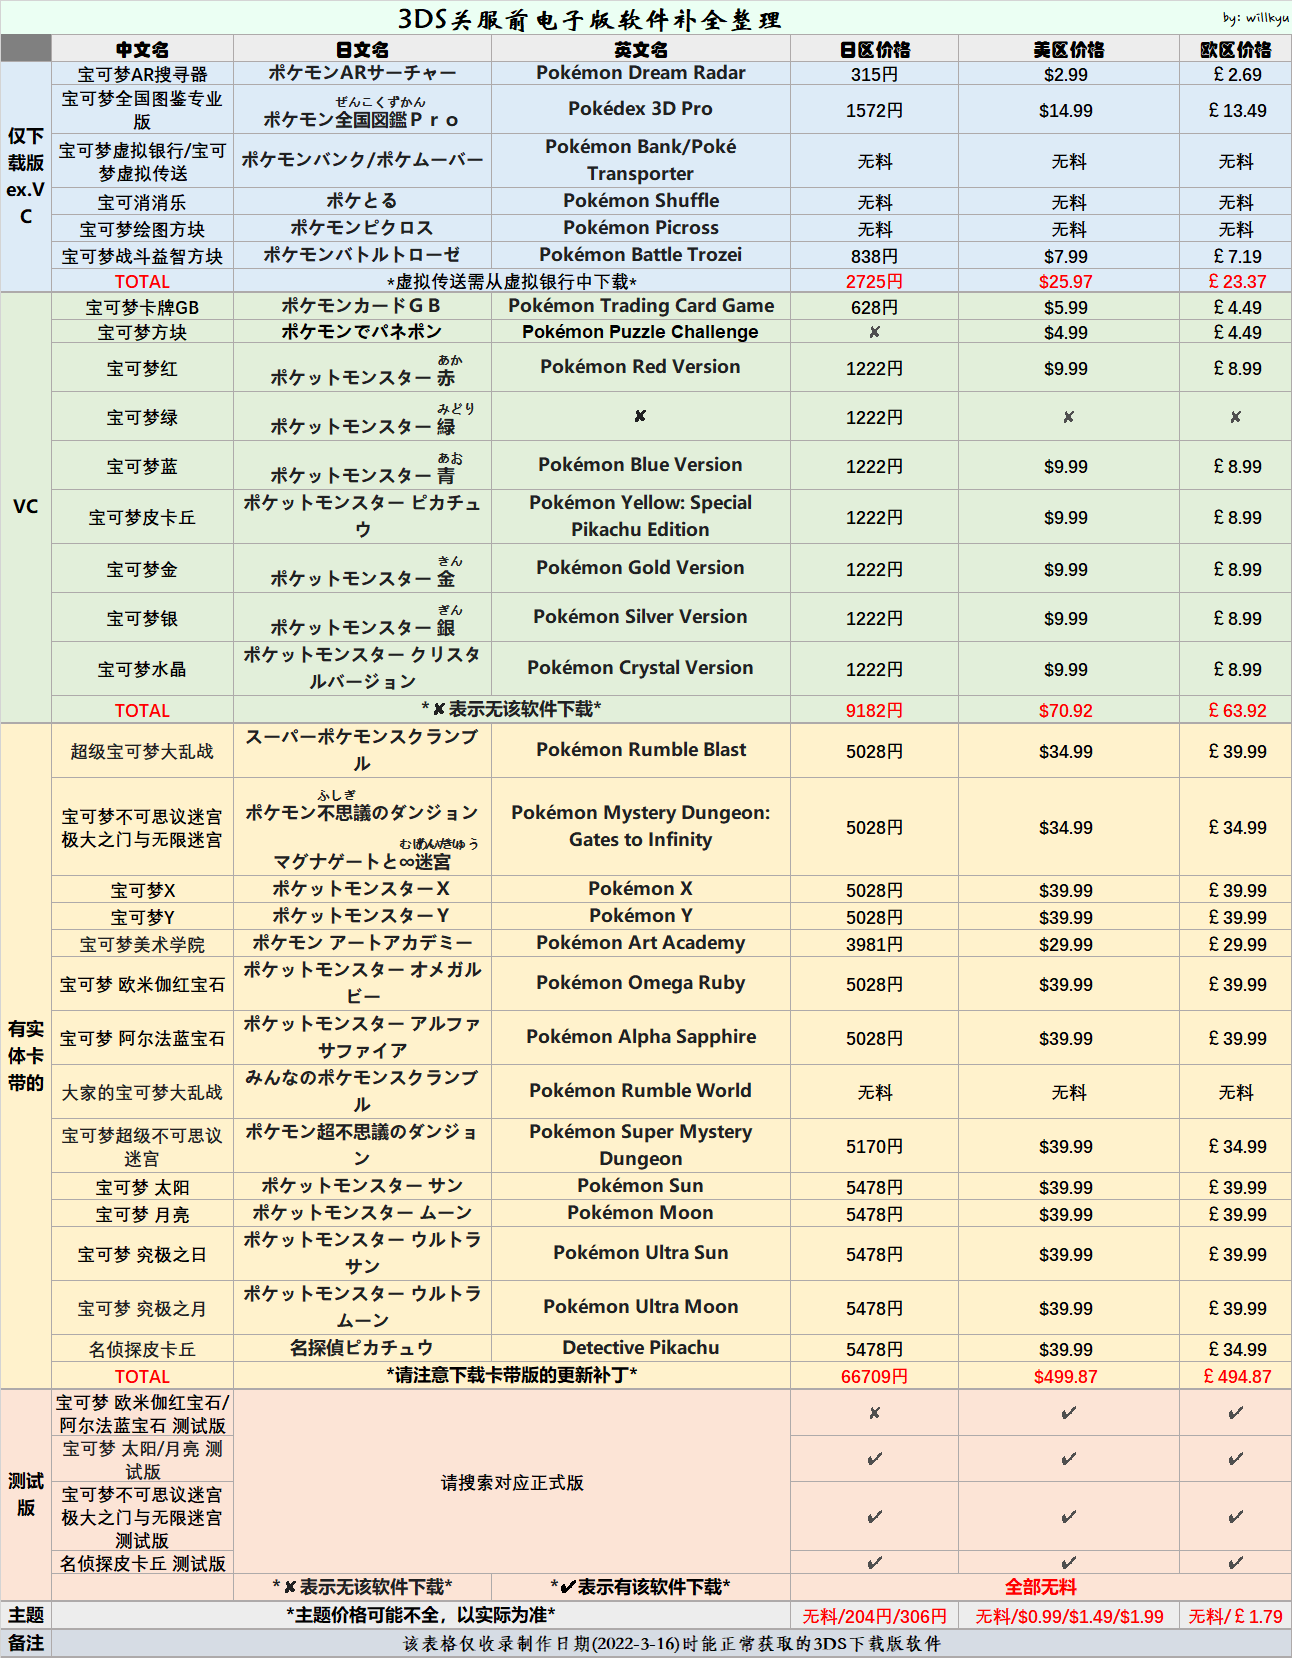 3DS关服前电子版软件补全整理
by: willkyu
中文名 日文名 英文名 日区价格 美区价格 欧区价格
仅下
载版
ex.V
C
宝可梦AR搜寻器 ポケモンARサーチャー Pokémon Dream Radar 315円 $2.99 £2.69
宝可梦全国图鉴专业
版
ぜんこくずかん
ポケモン全国図鑑Ｐｒｏ
Pokédex 3D Pro 1572円 $14.99 £13.49
宝可梦虚拟银行/宝可
梦虚拟传送
ポケモンバンク/ポケムーバー
Pokémon Bank/Poké
Transporter
无料 无料 无料
宝可消消乐 ポケとる Pokémon Shuffle 无料 无料 无料
宝可梦绘图方块 ポケモンピクロス Pokémon Picross 无料 无料 无料
宝可梦战斗益智方块 ポケモンバトルトローゼ Pokémon Battle Trozei 838円 $7.99 £7.19
TOTAL *虚拟传送需从虚拟银行中下载* 2725円 $25.97 £23.37
VC
宝可梦卡牌GB ポケモンカードＧＢ Pokémon Trading Card Game 628円 $5.99 £4.49
宝可梦方块 ポケモンでパネポン Pokémon Puzzle Challenge ✘ $4.99 £4.49
宝可梦红
あか
ポケットモンスター 赤
Pokémon Red Version 1222円 $9.99 £8.99
宝可梦绿
みどり
ポケットモンスター 緑
✘ 1222円 ✘ ✘
宝可梦蓝
あお
ポケットモンスター 青
Pokémon Blue Version 1222円 $9.99 £8.99
宝可梦皮卡丘
ポケットモンスター ピカチュ
ウ
Pokémon Yellow: Special
Pikachu Edition
1222円 $9.99 £8.99
宝可梦金
きん
ポケットモンスター 金
Pokémon Gold Version 1222円 $9.99 £8.99
宝可梦银
ぎん
ポケットモンスター 銀
Pokémon Silver Version 1222円 $9.99 £8.99
宝可梦水晶
ポケットモンスター クリスタ
ルバージョン
Pokémon Crystal Version 1222円 $9.99 £8.99
TOTAL *✘表示无该软件下载* 9182円 $70.92 £63.92
有实
体卡
带的
超级宝可梦大乱战
スーパーポケモンスクランブ
ル
Pokémon Rumble Blast 5028円 $34.99 £39.99
宝可梦不可思议迷宫
极大之门与无限迷宫
ふしぎ
ポケモン不思議のダンジョン
マグナゲートと∞迷宮
Pokémon Mystery Dungeon:
Gates to Infinity
5028円 $34.99 £34.99
宝可梦X ポケットモンスターＸ Pokémon X 5028円 $39.99 £39.99
宝可梦Y ポケットモンスターＹ Pokémon Y 5028円 $39.99 £39.99
宝可梦美术学院 ポケモン アートアカデミー Pokémon Art Academy 3981円 $29.99 £29.99
宝可梦 欧米伽红宝石
ポケットモンスター オメガル
ビー
Pokémon Omega Ruby 5028円 $39.99 £39.99
宝可梦 阿尔法蓝宝石
ポケットモンスター アルファ
サファイア
Pokémon Alpha Sapphire 5028円 $39.99 £39.99
大家的宝可梦大乱战
みんなのポケモンスクランブ
ル
Pokémon Rumble World 无料 无料 无料
宝可梦超级不可思议
迷宫
ポケモン超不思議のダンジョ
ン
Pokémon Super Mystery
Dungeon
5170円 $39.99 £34.99
宝可梦 太阳 ポケットモンスター サン Pokémon Sun 5478円 $39.99 £39.99
宝可梦 月亮 ポケットモンスター ムーン Pokémon Moon 5478円 $39.99 £39.99
宝可梦 究极之日
ポケットモンスター ウルトラ
サン
Pokémon Ultra Sun 5478円 $39.99 £39.99
宝可梦 究极之月
ポケットモンスター ウルトラ
ムーン
Pokémon Ultra Moon 5478円 $39.99 £39.99
名侦探皮卡丘 名探偵ピカチュウ Detective Pikachu 5478円 $39.99 £34.99
TOTAL *请注意下载卡带版的更新补丁* 66709円 $499.87 £494.87
测试
版
宝可梦 欧米伽红宝石/
阿尔法蓝宝石 测试版
✘ ✔ ✔
宝可梦 太阳/月亮 测
试版
✔ ✔ ✔
请搜索对应正式版
宝可梦不可思议迷宫
极大之门与无限迷宫
测试版
✔ ✔ ✔
名侦探皮卡丘 测试版 ✔ ✔ ✔
*✘表示无该软件下载* *✔表示有该软件下载* 全部无料
主题 *主题价格可能不全，以实际为准* 无料/204円/306円 无料/$0.99/$1.49/$1.99 无料/£1.79
备注 该表格仅收录制作日期(2022-3-16)时能正常获取的3DS下载版软件